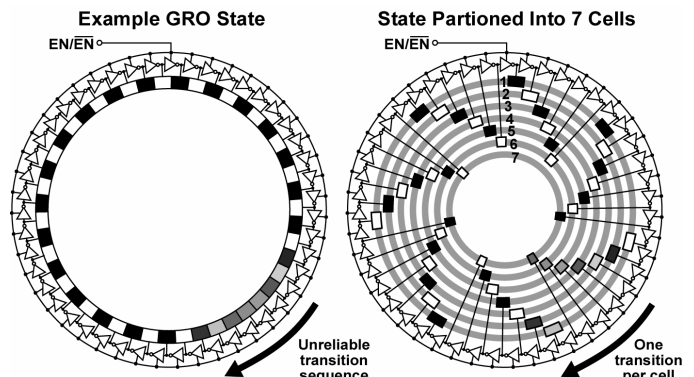 Example GRO State
State Partioned Into 7 Cells
EN/EN
EN/EN
1
2
3
4
5
6
7
Unreliable
transition
sequence
One
transition
per cell